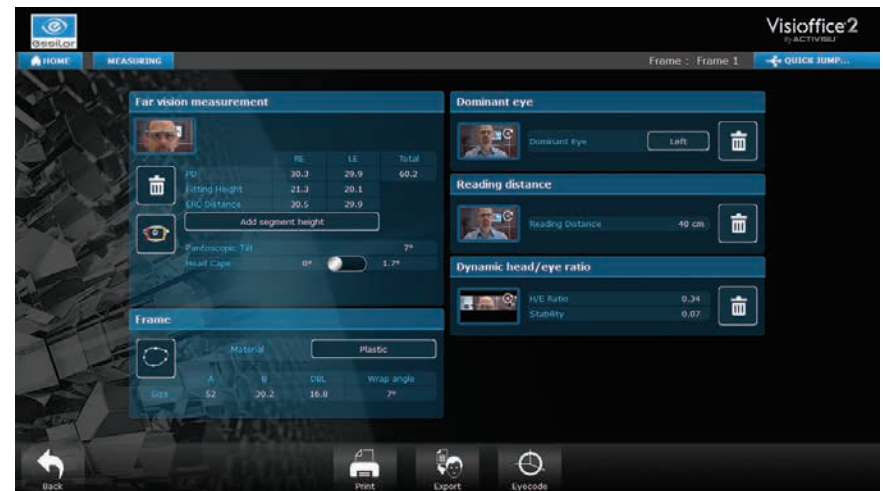 essilor
Visioffice 2
By ACTIVISU
HOME
MEASURING
Frame : Frame 1
QUICK JUMP...
Far vision measurement
RE LE Total
PD 30.3 29.9 60.2
Fitting Height 21.3 20.1
ERC Distance 30.5 29.9
Add segment height
Pantoscopic Tilt 7°
Head Cape 0° 1.7°
Frame
Material Plastic
A B DBL Wrap angle
Size 52 30.2 16.8 7°
Dominant eye
Dominant Eye Left
Reading distance
Reading Distance 40 cm
Dynamic head/eye ratio
H/E Ratio 0.34
Stability 0.07
Back
Print
Export
Eyecode